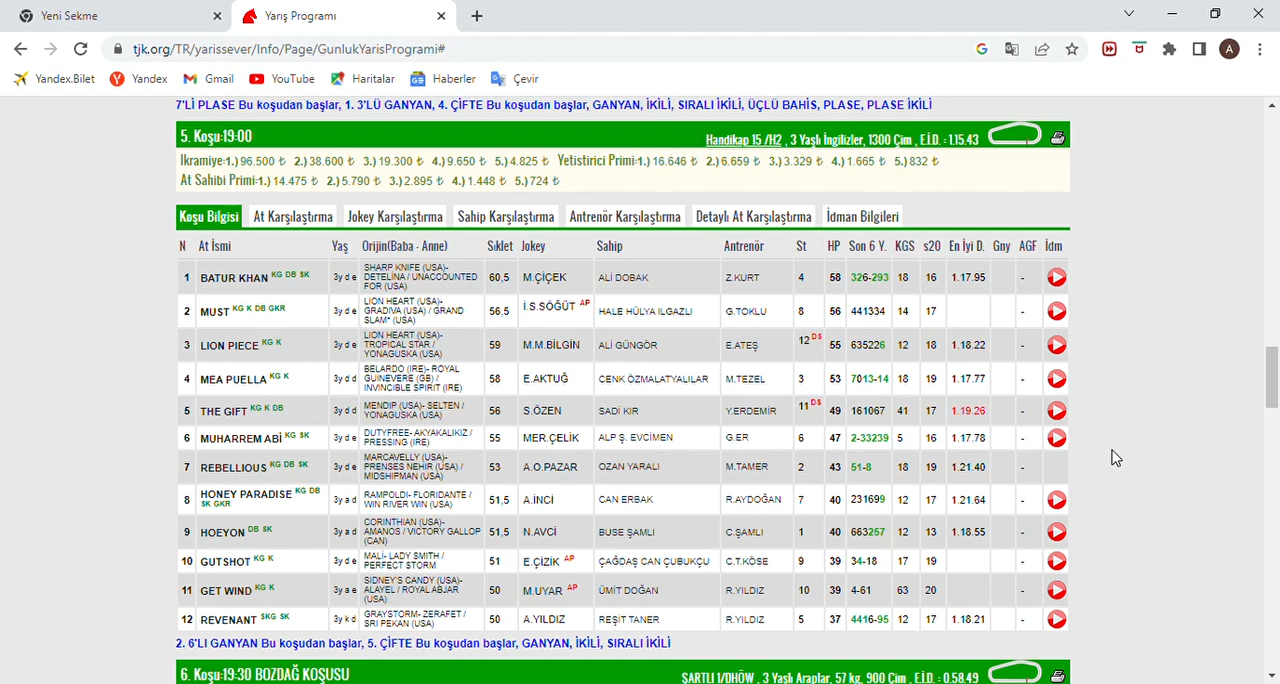 Yeni Sekme
Yarış Programı
tjk.org/TR/yarissever/Info/Page/GunlukYarisProgrami#
A
Yandex.Bilet Yandex Gmail YouTube Haritalar Haberler Çevir
7'Lİ PLASE Bu koşudan başlar, 1. 3'LÜ GANYAN, 4. ÇİFTE Bu koşudan başlar, GANYAN, İKİLİ, SIRALI İKİLİ, ÜÇLÜ BAHİS, PLASE, PLASE İKİLİ
5. Koşu:19:00 Handikap 15 /H2 , 3 Yaşlı İngilizler, 1300 Çim , E.İ.D. : 1.15.43
Ikramiye:1.) 96.500 ₺ 2.) 38.600 ₺ 3.) 19.300 ₺ 4.) 9.650 ₺ 5.) 4.825 ₺ Yetistirici Primi:1.) 16.646 ₺ 2.) 6.659 ₺ 3.) 3.329 ₺ 4.) 1.665 ₺ 5.) 832 ₺
At Sahibi Primi:1.) 14.475 ₺ 2.) 5.790 ₺ 3.) 2.895 ₺ 4.) 1.448 ₺ 5.) 724 ₺
Koşu Bilgisi At Karşılaştırma Jokey Karşılaştırma Sahip Karşılaştırma Antrenör Karşılaştırma Detaylı At Karşılaştırma İdman Bilgileri
N At İsmi Yaş Orijin(Baba - Anne) Sıklet Jokey Sahip Antrenör St HP Son 6 Y. KGS s20 En İyi D. Gny AGF İdm
1 BATUR KHAN KG DB SK 3y d e SHARP KNIFE (USA)- DETELINA / UNACCOUNTED FOR (USA) 60,5 M.ÇİÇEK ALİ DOBAK Z.KURT 4 58 326-293 18 16 1.17.95 -
2 MUST KG K DB GKR 3y d e LION HEART (USA)- GRADIVA (USA) / GRAND SLAM* (USA) 56,5 İ.S.SÖĞÜT AP HALE HÜLYA ILGAZLI G.TOKLU 8 56 441334 14 17 -
3 LION PIECE KG K 3y d e LION HEART (USA)- TROPICAL STAR / YONAGUSKA (USA) 59 M.M.BİLGİN ALİ GÜNGÖR E.ATEŞ 12 DS 55 635226 12 18 1.18.22 -
4 MEA PUELLA KG K 3y d d BELARDO (IRE)- ROYAL GUINEVERE (GB) / INVINCIBLE SPIRIT (IRE) 58 E.AKTUĞ CENK ÖZMALATYALILAR M.TEZEL 3 53 7013-14 18 19 1.17.77 -
5 THE GIFT KG K DB 3y d d MENDIP (USA)- SELTEN / YONAGUSKA (USA) 56 S.ÖZEN SADİ KIR Y.ERDEMİR 11 DS 49 161067 41 17 1.19.26 -
6 MUHARREM ABİ KG SK 3y d e DUTYFREE- AKYAKALIKIZ / PRESSING (IRE) 55 MER.ÇELİK ALP Ş. EVCİMEN G.ER 6 47 2-33239 5 16 1.17.78 -
7 REBELLIOUS KG DB SK 3y d e MARCAVELLY (USA)- PRENSES NEHIR (USA) / MIDSHIPMAN (USA) 53 A.O.PAZAR OZAN YARALI M.TAMER 2 43 51-8 18 19 1.21.40 -
8 HONEY PARADISE KG DB SK GKR 3y a d RAMPOLDI- FLORIDANTE / WIN RIVER WIN (USA) 51,5 A.İNCİ CAN ERBAK R.AYDOĞAN 7 40 231699 12 17 1.21.64 -
9 HOEYON DB SK 3y a d CORINTHIAN (USA)- AMANOS / VICTORY GALLOP (CAN) 51,5 N.AVCİ BUSE ŞAMLI C.ŞAMLI 1 40 663257 12 13 1.18.55 -
10 GUTSHOT KG K 3y d e MALI- LADY SMITH / PERFECT STORM 51 E.ÇİZİK AP ÇAĞDAŞ CAN ÇUBUKÇU C.T.KÖSE 9 39 34-18 17 19 -
11 GET WIND KG K 3y a e SIDNEY'S CANDY (USA)- ALAYEL / ROYAL ABJAR (USA) 50 M.UYAR AP ÜMİT DOĞAN R.YILDIZ 10 39 4-61 63 20 -
12 REVENANT SKG SK 3y k d GRAYSTORM- ZERAFET / SRI PEKAN (USA) 50 A.YILDIZ REŞİT TANER R.YILDIZ 5 37 4416-95 12 9 1.18.21 -
2. 6'LI GANYAN Bu koşudan başlar, 5. ÇİFTE Bu koşudan başlar, GANYAN, İKİLİ, SIRALI İKİLİ
6. Koşu:19:30 BOZDAĞ KOŞUSU ŞARTLI 1/DHÖW , 3 Yaşlı Araplar, 57 kg, 900 Çim , E.İ.D. : 0.58.49